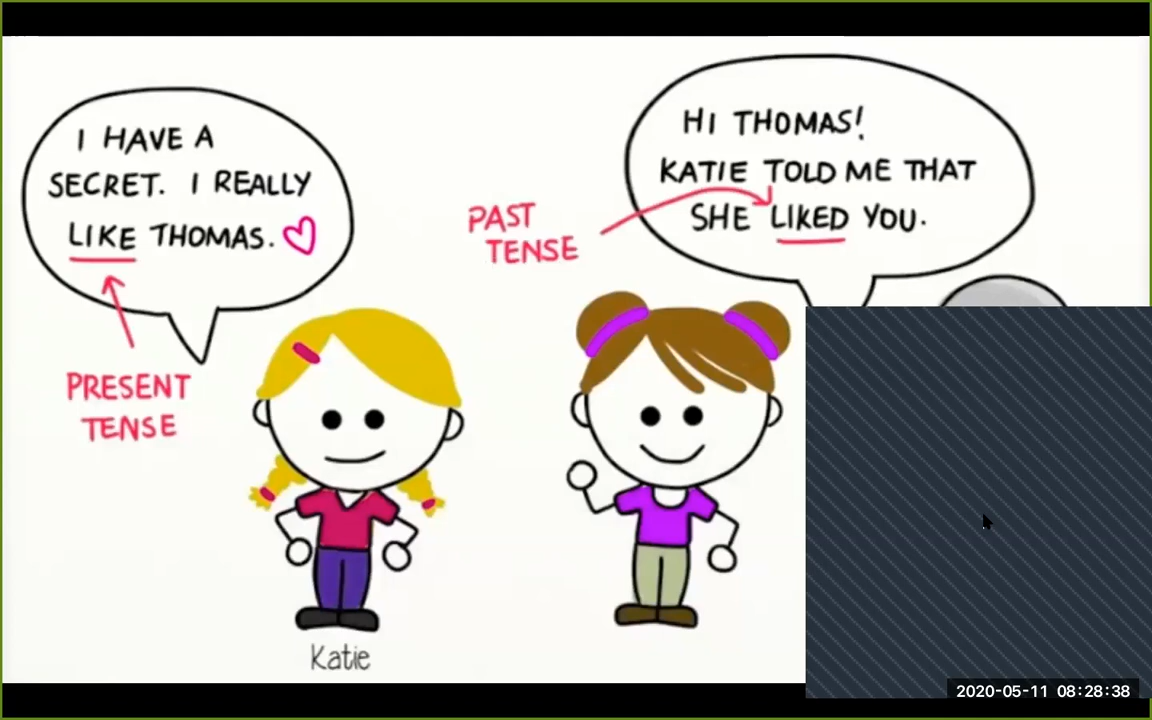 I HAVE A
SECRET. I REALLY
LIKE THOMAS.
PRESENT
TENSE
PAST
TENSE
HI THOMAS!
KATIE TOLD ME THAT
SHE LIKED YOU.
Katie
2020-05-11 08:28:38